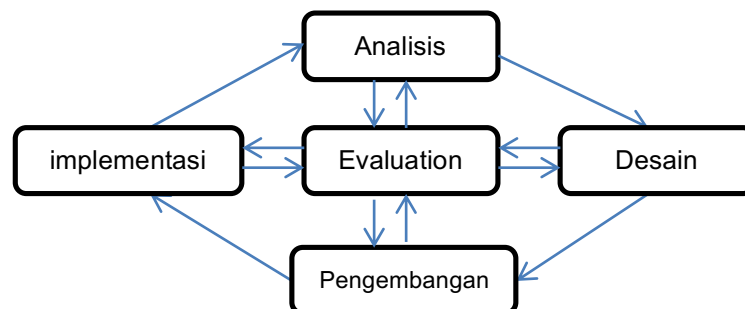 Analisis
implementasi
Evaluation
Desain
Pengembangan